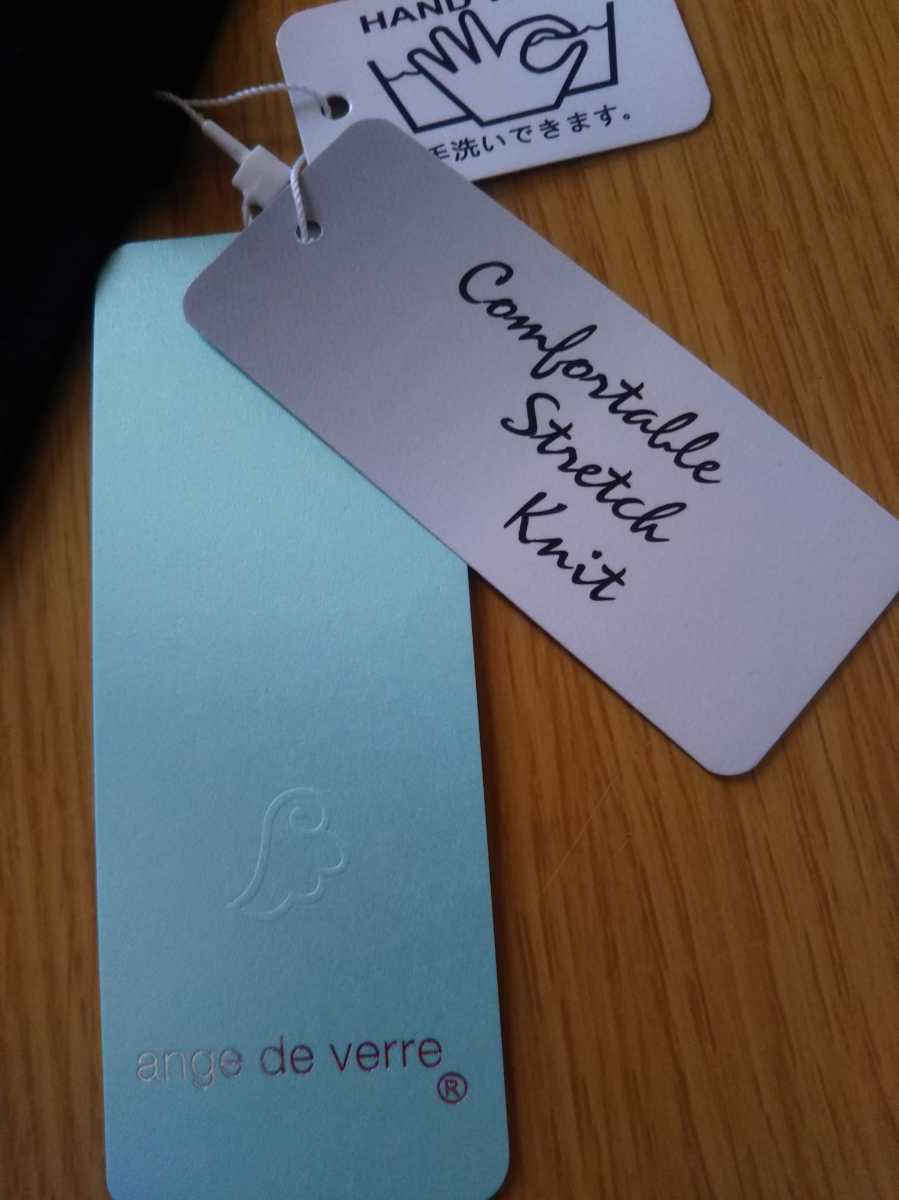 HAND
手洗いできます。
Comfortable
Stretch
Knit
ange de verre
®